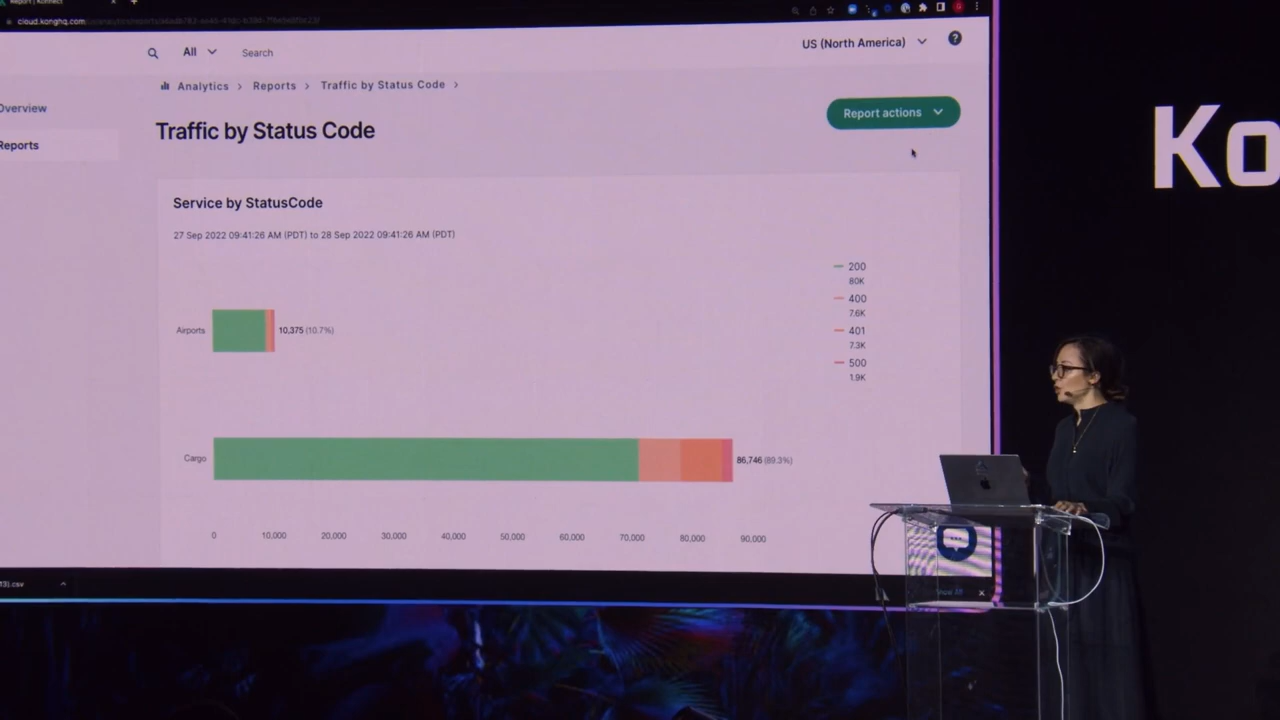 Report | Konnect
cloud.konghq.com
All
Search
US (North America)
?
Analytics > Reports > Traffic by Status Code >
Overview
Reports
Traffic by Status Code
Report actions
Ko
Service by StatusCode
27 Sep 2022 09:41:26 AM (PDT) to 28 Sep 2022 09:41:26 AM (PDT)
200
80K
400
7.6K
401
7.3K
500
1.9K
Airports
10,375 (10.7%)
Cargo
86,746 (89.3%)
0 10,000 20,000 30,000 40,000 50,000 60,000 70,000 80,000 90,000
.csv